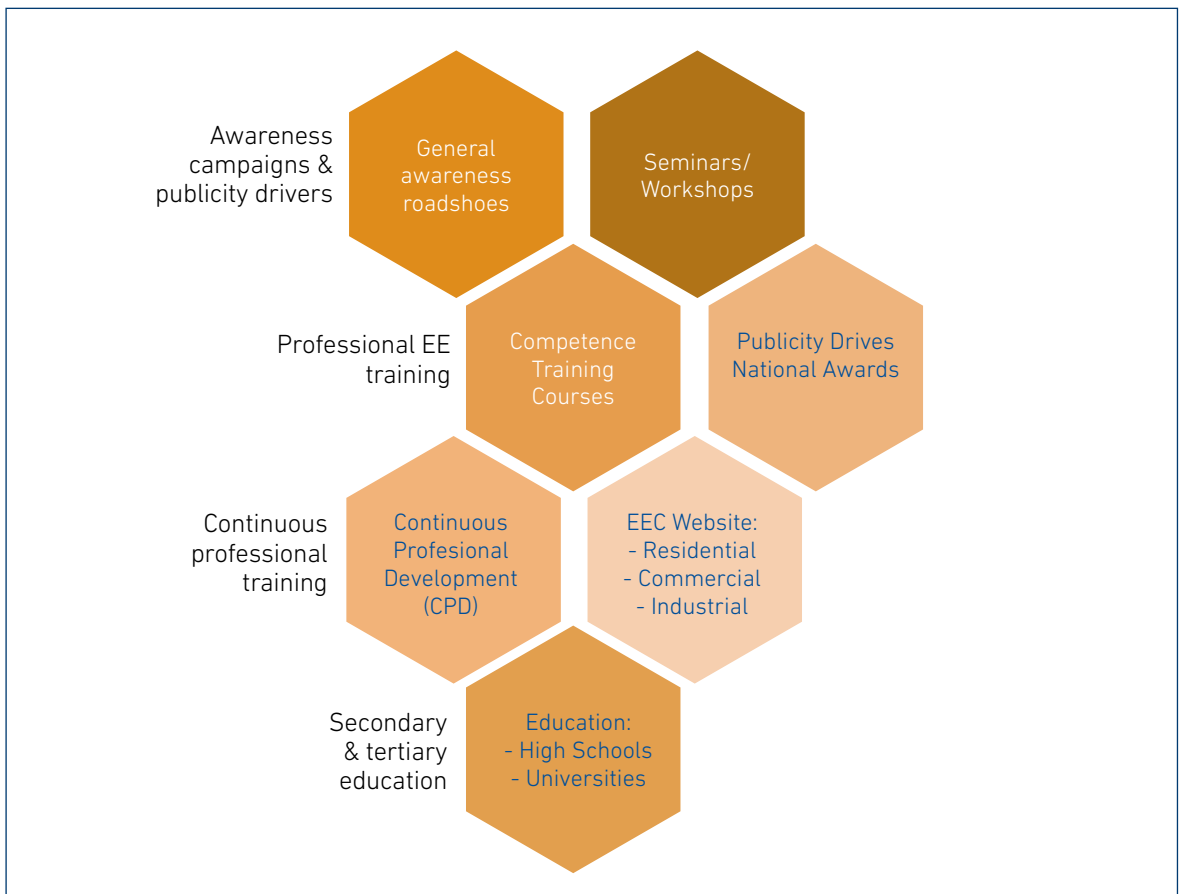 Awareness
campaigns &
publicity drivers
General
awareness
roadshoes
Seminars/
Workshops
Professional EE
training
Competence
Training
Courses
Publicity Drives
National Awards
Continuous
professional
training
Continuous
Profesional
Development
(CPD)
EEC Website:
- Residential
- Commercial
- Industrial
Secondary
& tertiary
education
Education:
- High Schools
- Universities